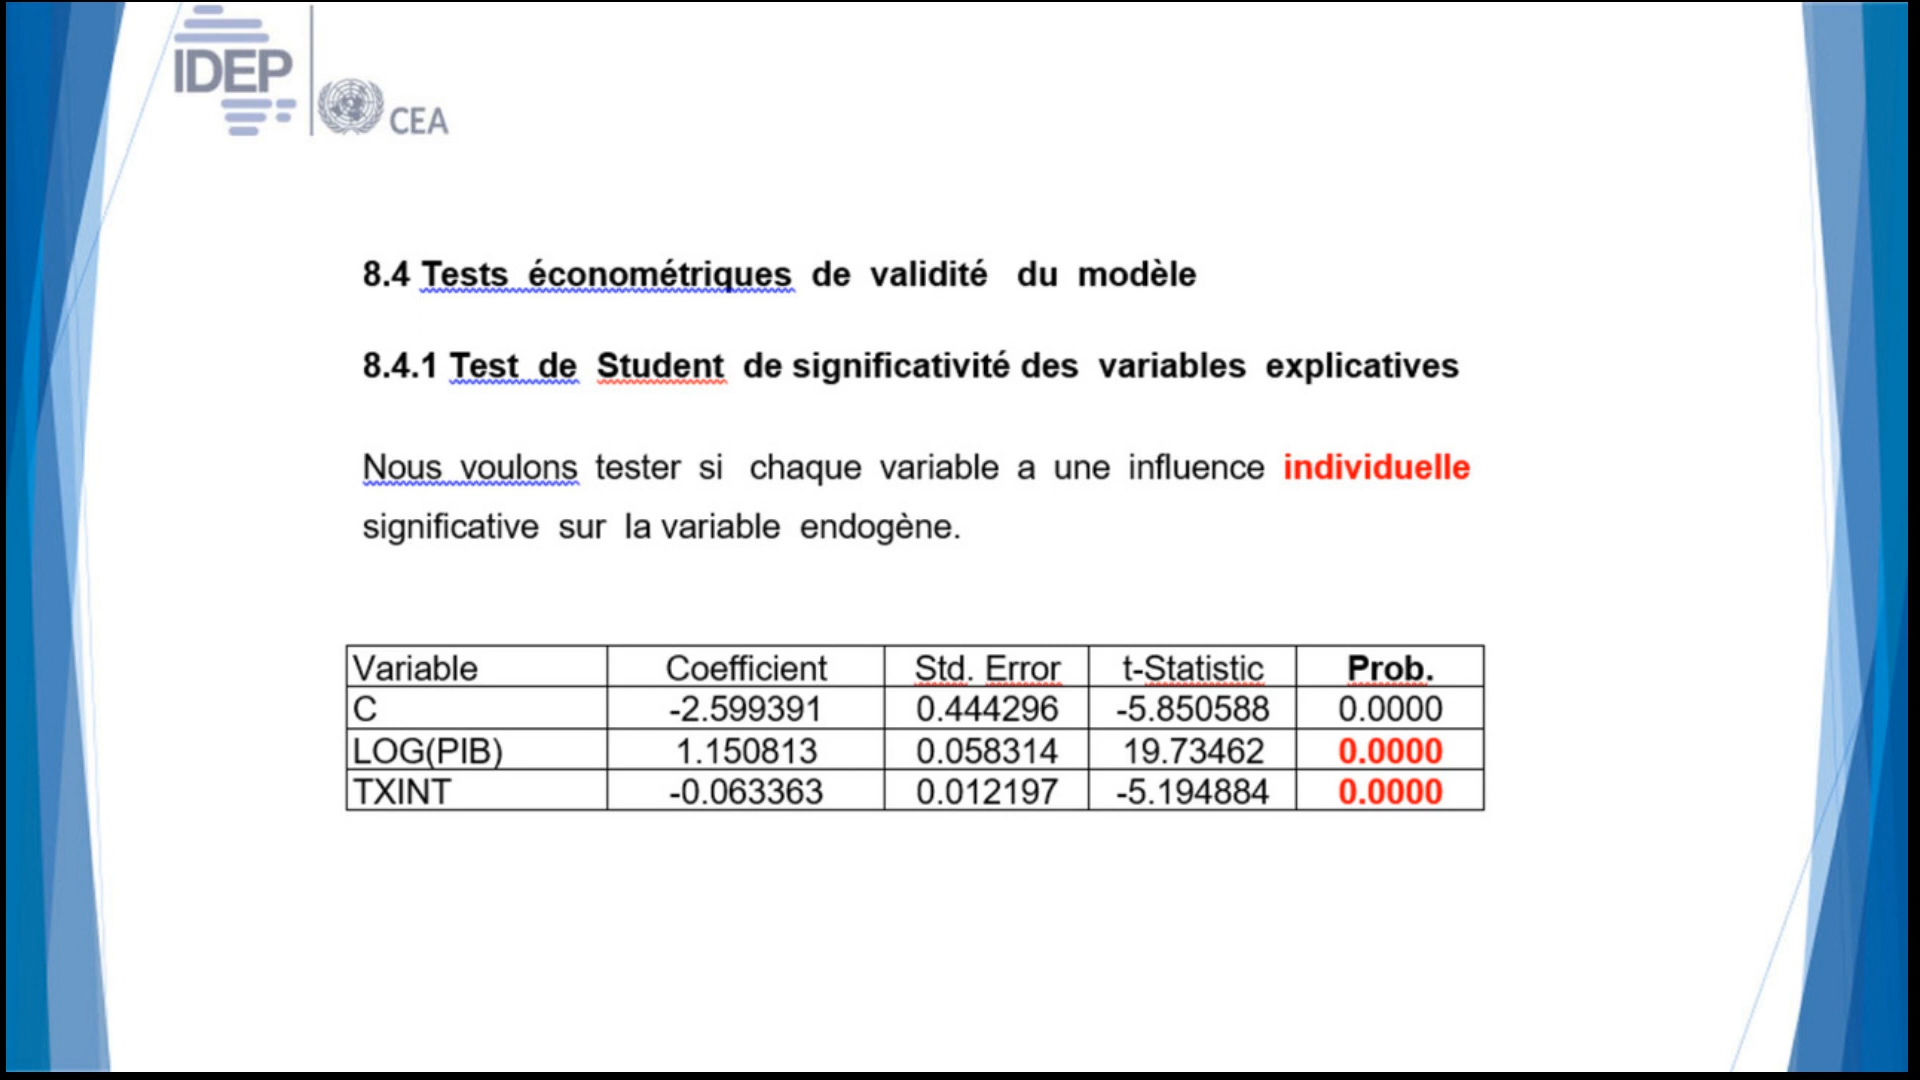 IDEP
CEA
8.4 Tests économétriques de validité du modèle
8.4.1 Test de Student de significativité des variables explicatives
Nous voulons tester si chaque variable a une influence individuelle
significative sur la variable endogène.
Variable Coefficient Std. Error t-Statistic Prob.
C -2.599391 0.444296 -5.850588 0.0000
LOG(PIB) 1.150813 0.058314 19.73462 0.0000
TXINT -0.063363 0.012197 -5.194884 0.0000